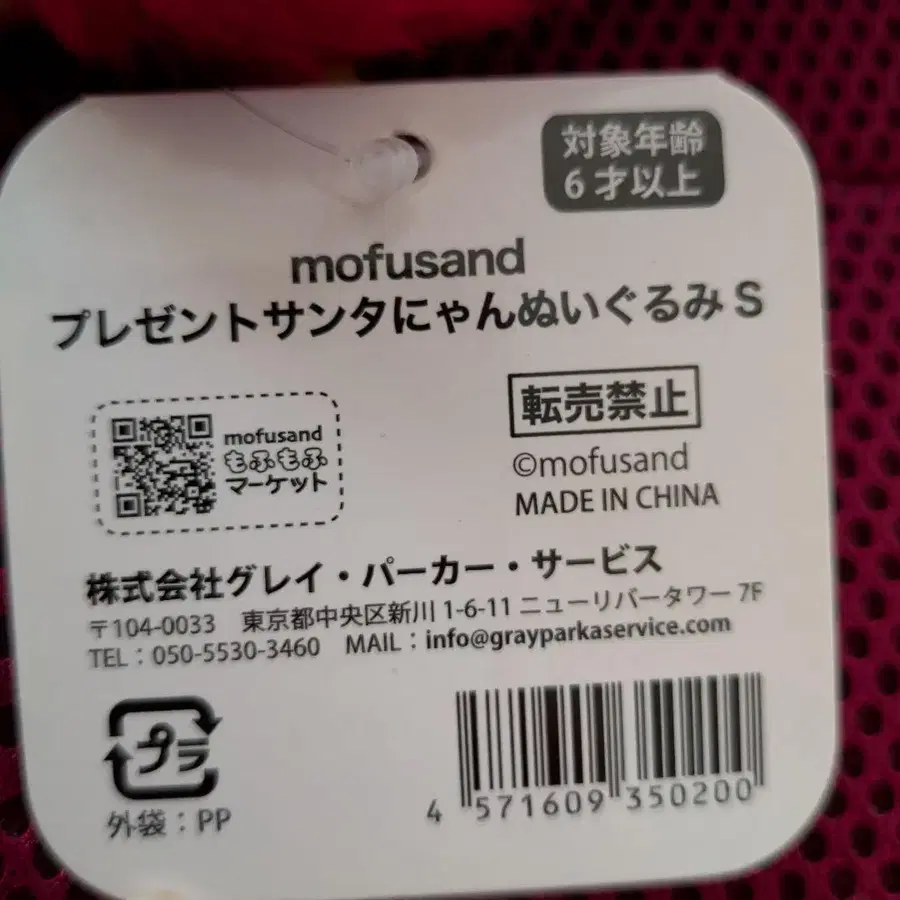 対象年齢
6才以上
mofusand
プレゼントサンタにゃんぬいぐるみ S
mofusand
もふもふ
マーケット
転売禁止
©mofusand
MADE IN CHINA
株式会社グレイ・パーカー・サービス
〒104-0033 東京都中央区新川 1-6-11 ニューリバータワー 7F
TEL：050-5530-3460 MAIL：info@grayparkaservice.com
プラ
外袋：PP
4 571609 350200